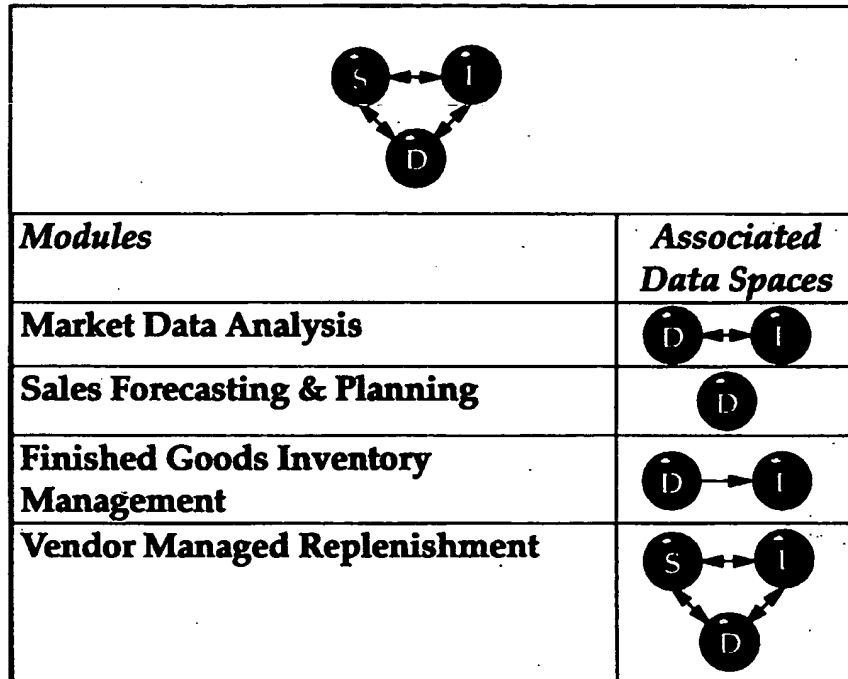 S I
D
Modules Associated
Data Spaces
Market Data Analysis D I
Sales Forecasting & Planning D
Finished Goods Inventory
Management D I
Vendor Managed Replenishment S I
D